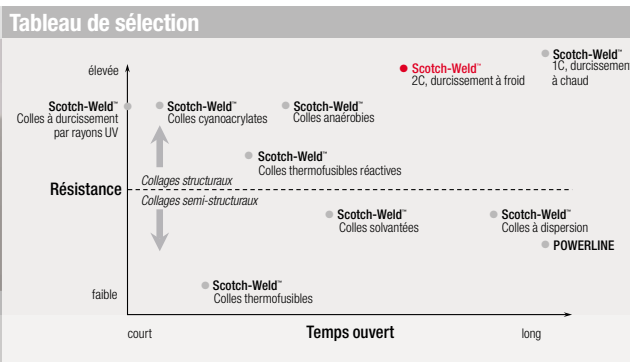 Tableau de sélection
élevée
Scotch-Weld™
2C, durcissement à froid
Scotch-Weld™
1C, durcissemen
à chaud
Scotch-Weld™
Colles à durcissement
par rayons UV
Scotch-Weld™
Colles cyanoacrylates
Scotch-Weld™
Colles anaérobies
Scotch-Weld™
Colles thermofusibles réactives
Résistance
Collages structuraux
Collages semi-structuraux
Scotch-Weld™
Colles solvantées
Scotch-Weld™
Colles à dispersion
POWERLINE
faible
Scotch-Weld™
Colles thermofusibles
court
Temps ouvert
long